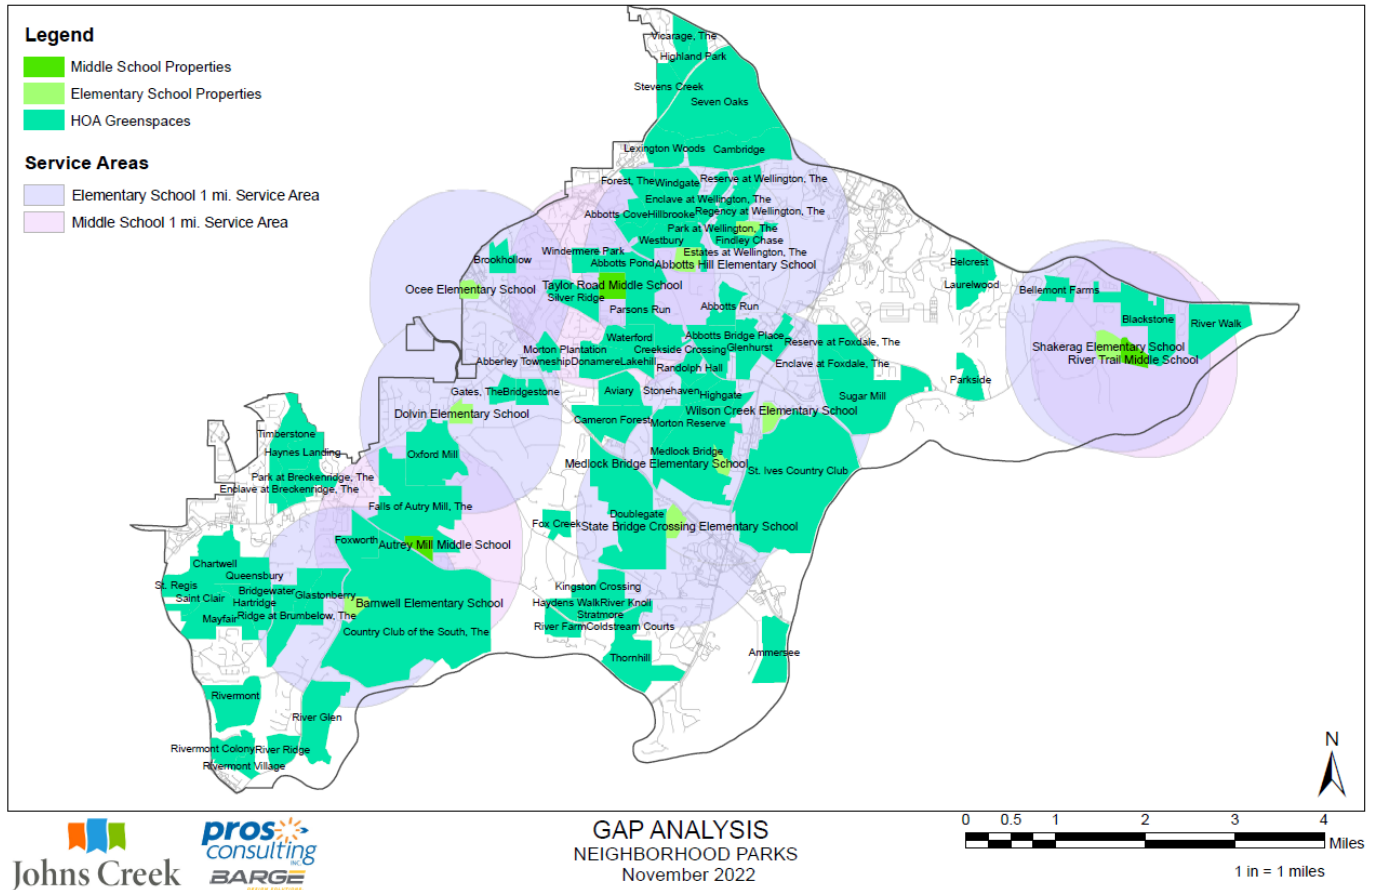 Legend
Middle School Properties
Elementary School Properties
HOA Greenspaces
Service Areas
Elementary School 1 mi. Service Area
Middle School 1 mi. Service Area
Vicarage, The
Highland Park
Stevens Creek
Seven Oaks
Lexington Woods
Cambridge
Forest, The
Windgate
Reserve at Wellington, The
Enclave at Wellington, The
Abbotts Cove
Hillbrooke
Regency at Wellington, The
Park at Wellington, The
Westbury
Findley Chase
Windermere Park
Estates at Wellington, The
Brookhollow
Abbotts Pond
Abbotts Hill Elementary School
Belcrest
Ocee Elementary School
Taylor Road Middle School
Laurelwood
Bellemont Farms
Silver Ridge
Parsons Run
Abbotts Run
Blackstone
River Walk
Waterford
Abbotts Bridge Place
Reserve at Foxdale, The
Morton Plantation
Creekside Crossing
Glenhurst
Shakerag Elementary School
Abberley Township
Donamere
Lakehill
Randolph Hall
Enclave at Foxdale, The
River Trail Middle School
Parkside
Gates, The
Bridgestone
Aviary
Stonehaven
Highgate
Sugar Mill
Dolvin Elementary School
Wilson Creek Elementary School
Cameron Forest
Morton Reserve
Timberstone
Haynes Landing
Oxford Mill
Medlock Bridge
Medlock Bridge Elementary School
St. Ives Country Club
Park at Breckenridge, The
Enclave at Breckenridge, The
Falls of Autry Mill, The
Doublegate
Fox Creek
State Bridge Crossing Elementary School
Foxworth
Autrey Mill Middle School
Chartwell
Queensbury
St. Regis
Kingston Crossing
Bridgewater
Glastonberry
Saint Clair
Hartridge
Barnwell Elementary School
Haydens Walk
River Knoll
Mayfair
Ridge at Brumbelow, The
Stratmore
River Farm
Coldstream Courts
Country Club of the South, The
Thornhill
Ammersee
Rivermont
River Glen
Rivermont Colony
River Ridge
Rivermont Village
N
0 0.5 1 2 3 4
Miles
1 in = 1 miles
Johns Creek
pros
consulting
INC.
BARGE
DESIGN SOLUTIONS
GAP ANALYSIS
NEIGHBORHOOD PARKS
November 2022